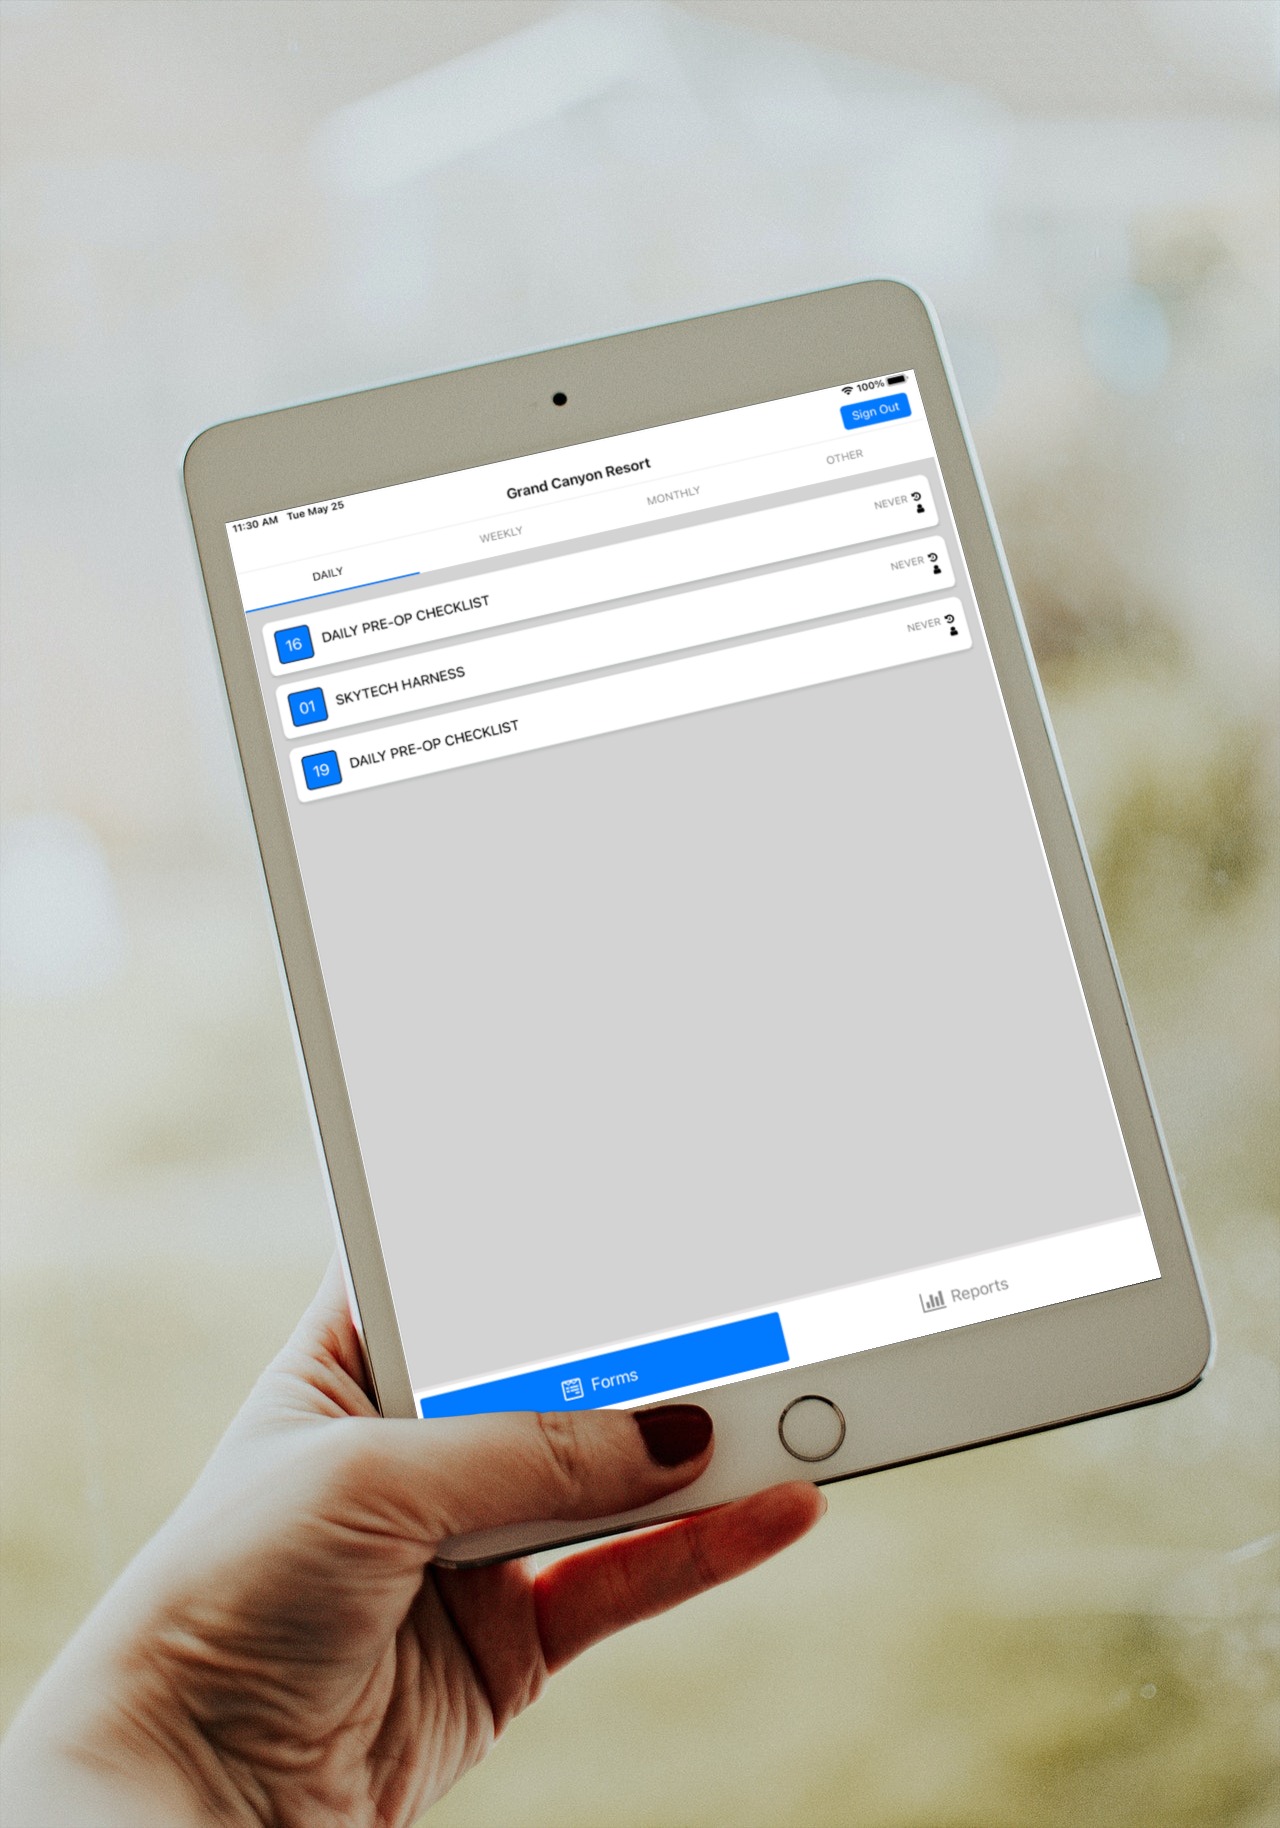 11:30 AM Tue May 25
100%
Sign Out
Grand Canyon Resort
DAILY WEEKLY MONTHLY OTHER
16 DAILY PRE-OP CHECKLIST NEVER
01 SKYTECH HARNESS NEVER
19 DAILY PRE-OP CHECKLIST NEVER
Forms Reports